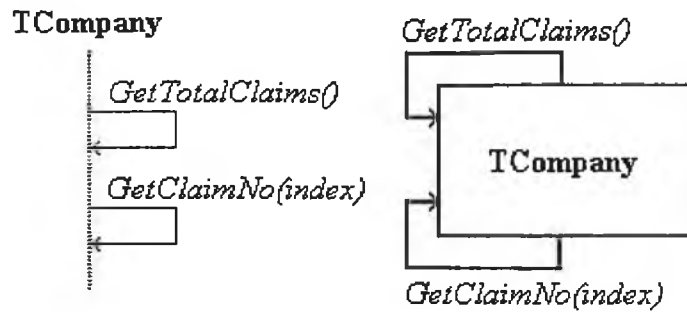 TCompany
GetTotalClaims()
GetClaimNo(index)
GetTotalClaims()
TCompany
GetClaimNo(index)